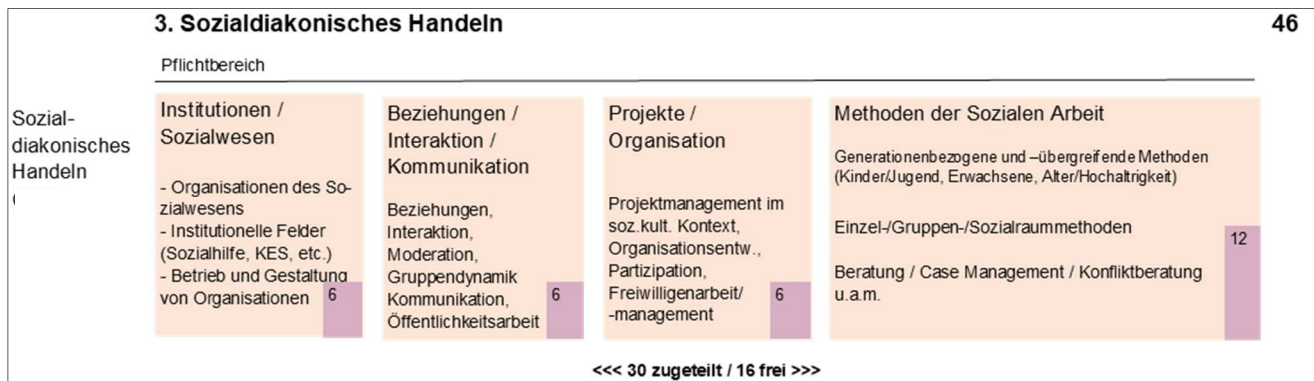 3. Sozialdiakonisches Handeln
46
Pflichtbereich
Sozial-
diakonisches
Handeln
Institutionen /
Sozialwesen
- Organisationen des So-
zialwesens
- Institutionelle Felder
(Sozialhilfe, KES, etc.)
- Betrieb und Gestaltung
von Organisationen
6
Beziehungen /
Interaktion /
Kommunikation
Beziehungen,
Interaktion,
Moderation,
Gruppendynamik
Kommunikation,
Öffentlichkeitsarbeit
6
Projekte /
Organisation
Projektmanagement im
soz.kult. Kontext,
Organisationsentw.,
Partizipation,
Freiwilligenarbeit/
-management
6
Methoden der Sozialen Arbeit
Generationenbezogene und –übergreifende Methoden
(Kinder/Jugend, Erwachsene, Alter/Hochaltrigkeit)
Einzel-/Gruppen-/Sozialraummethoden
Beratung / Case Management / Konfliktberatung
u.a.m.
12
<<< 30 zugeteilt / 16 frei >>>